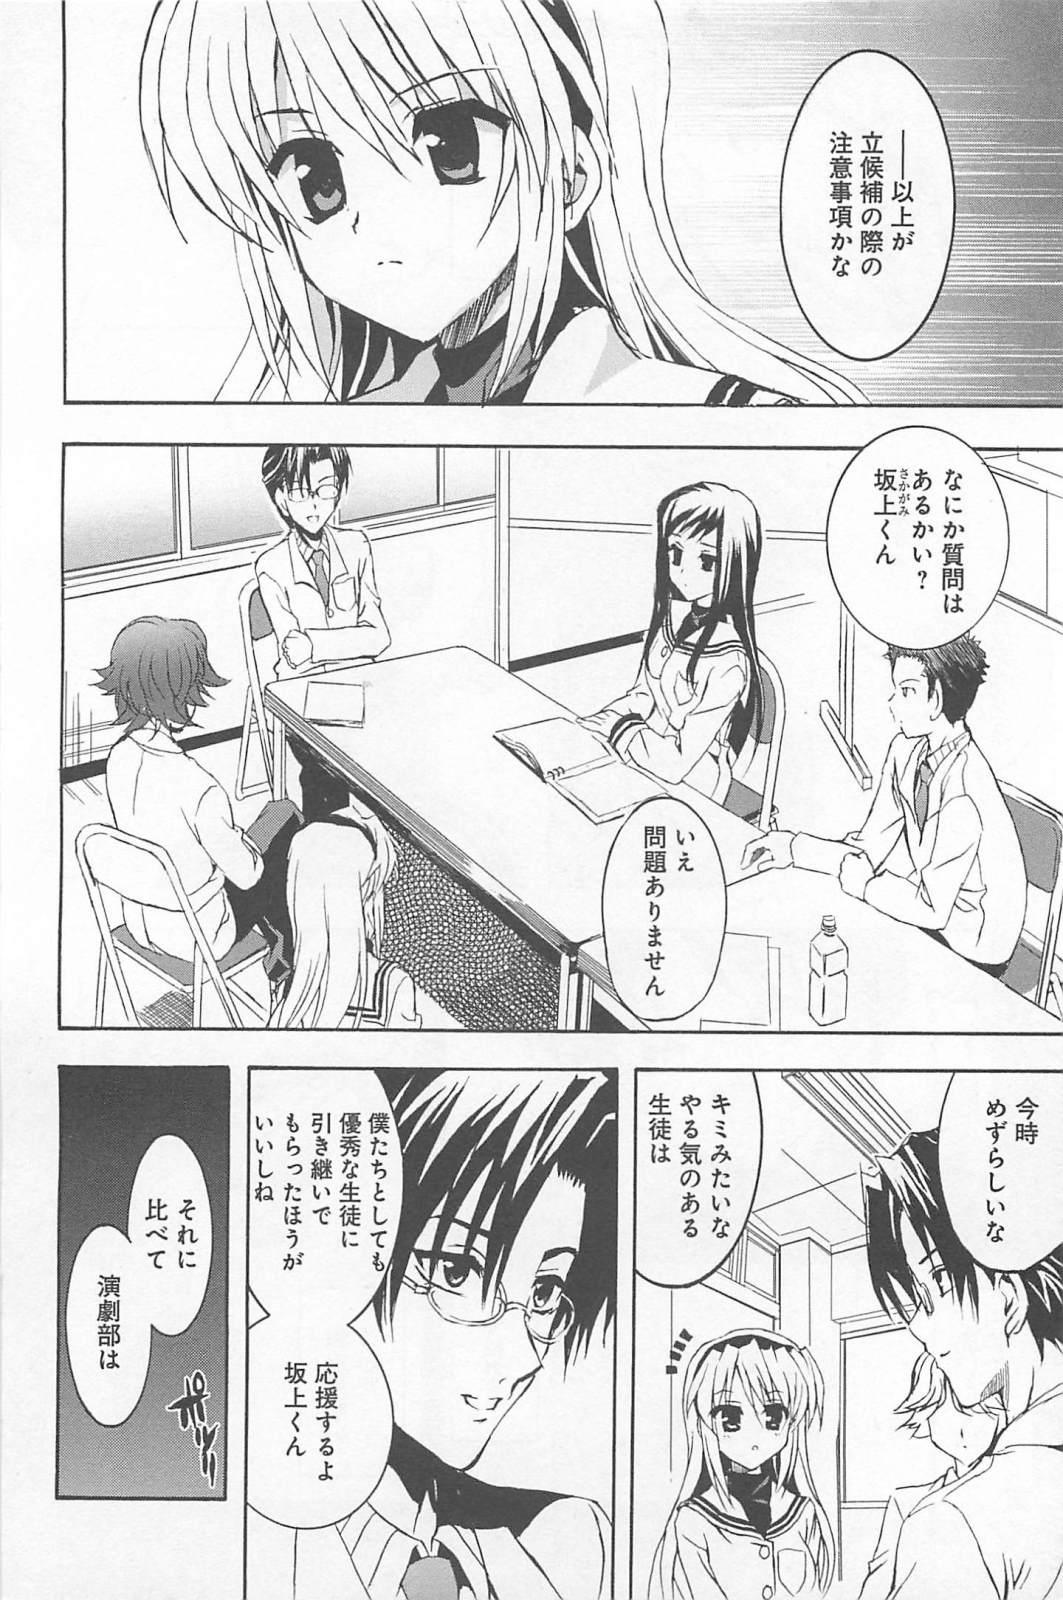 ――以上が
立候補の際の
注意事項かな
なにか質問は
あるかい？
坂上くん
さかがみ
いえ
問題ありません
今時
めずらしいな
キミみたいな
やる気のある
生徒は
僕たちとしても
優秀な生徒に
引き継いで
もらったほうが
いいしね
応援するよ
坂上くん
それに
比べて
演劇部は
ポッリ